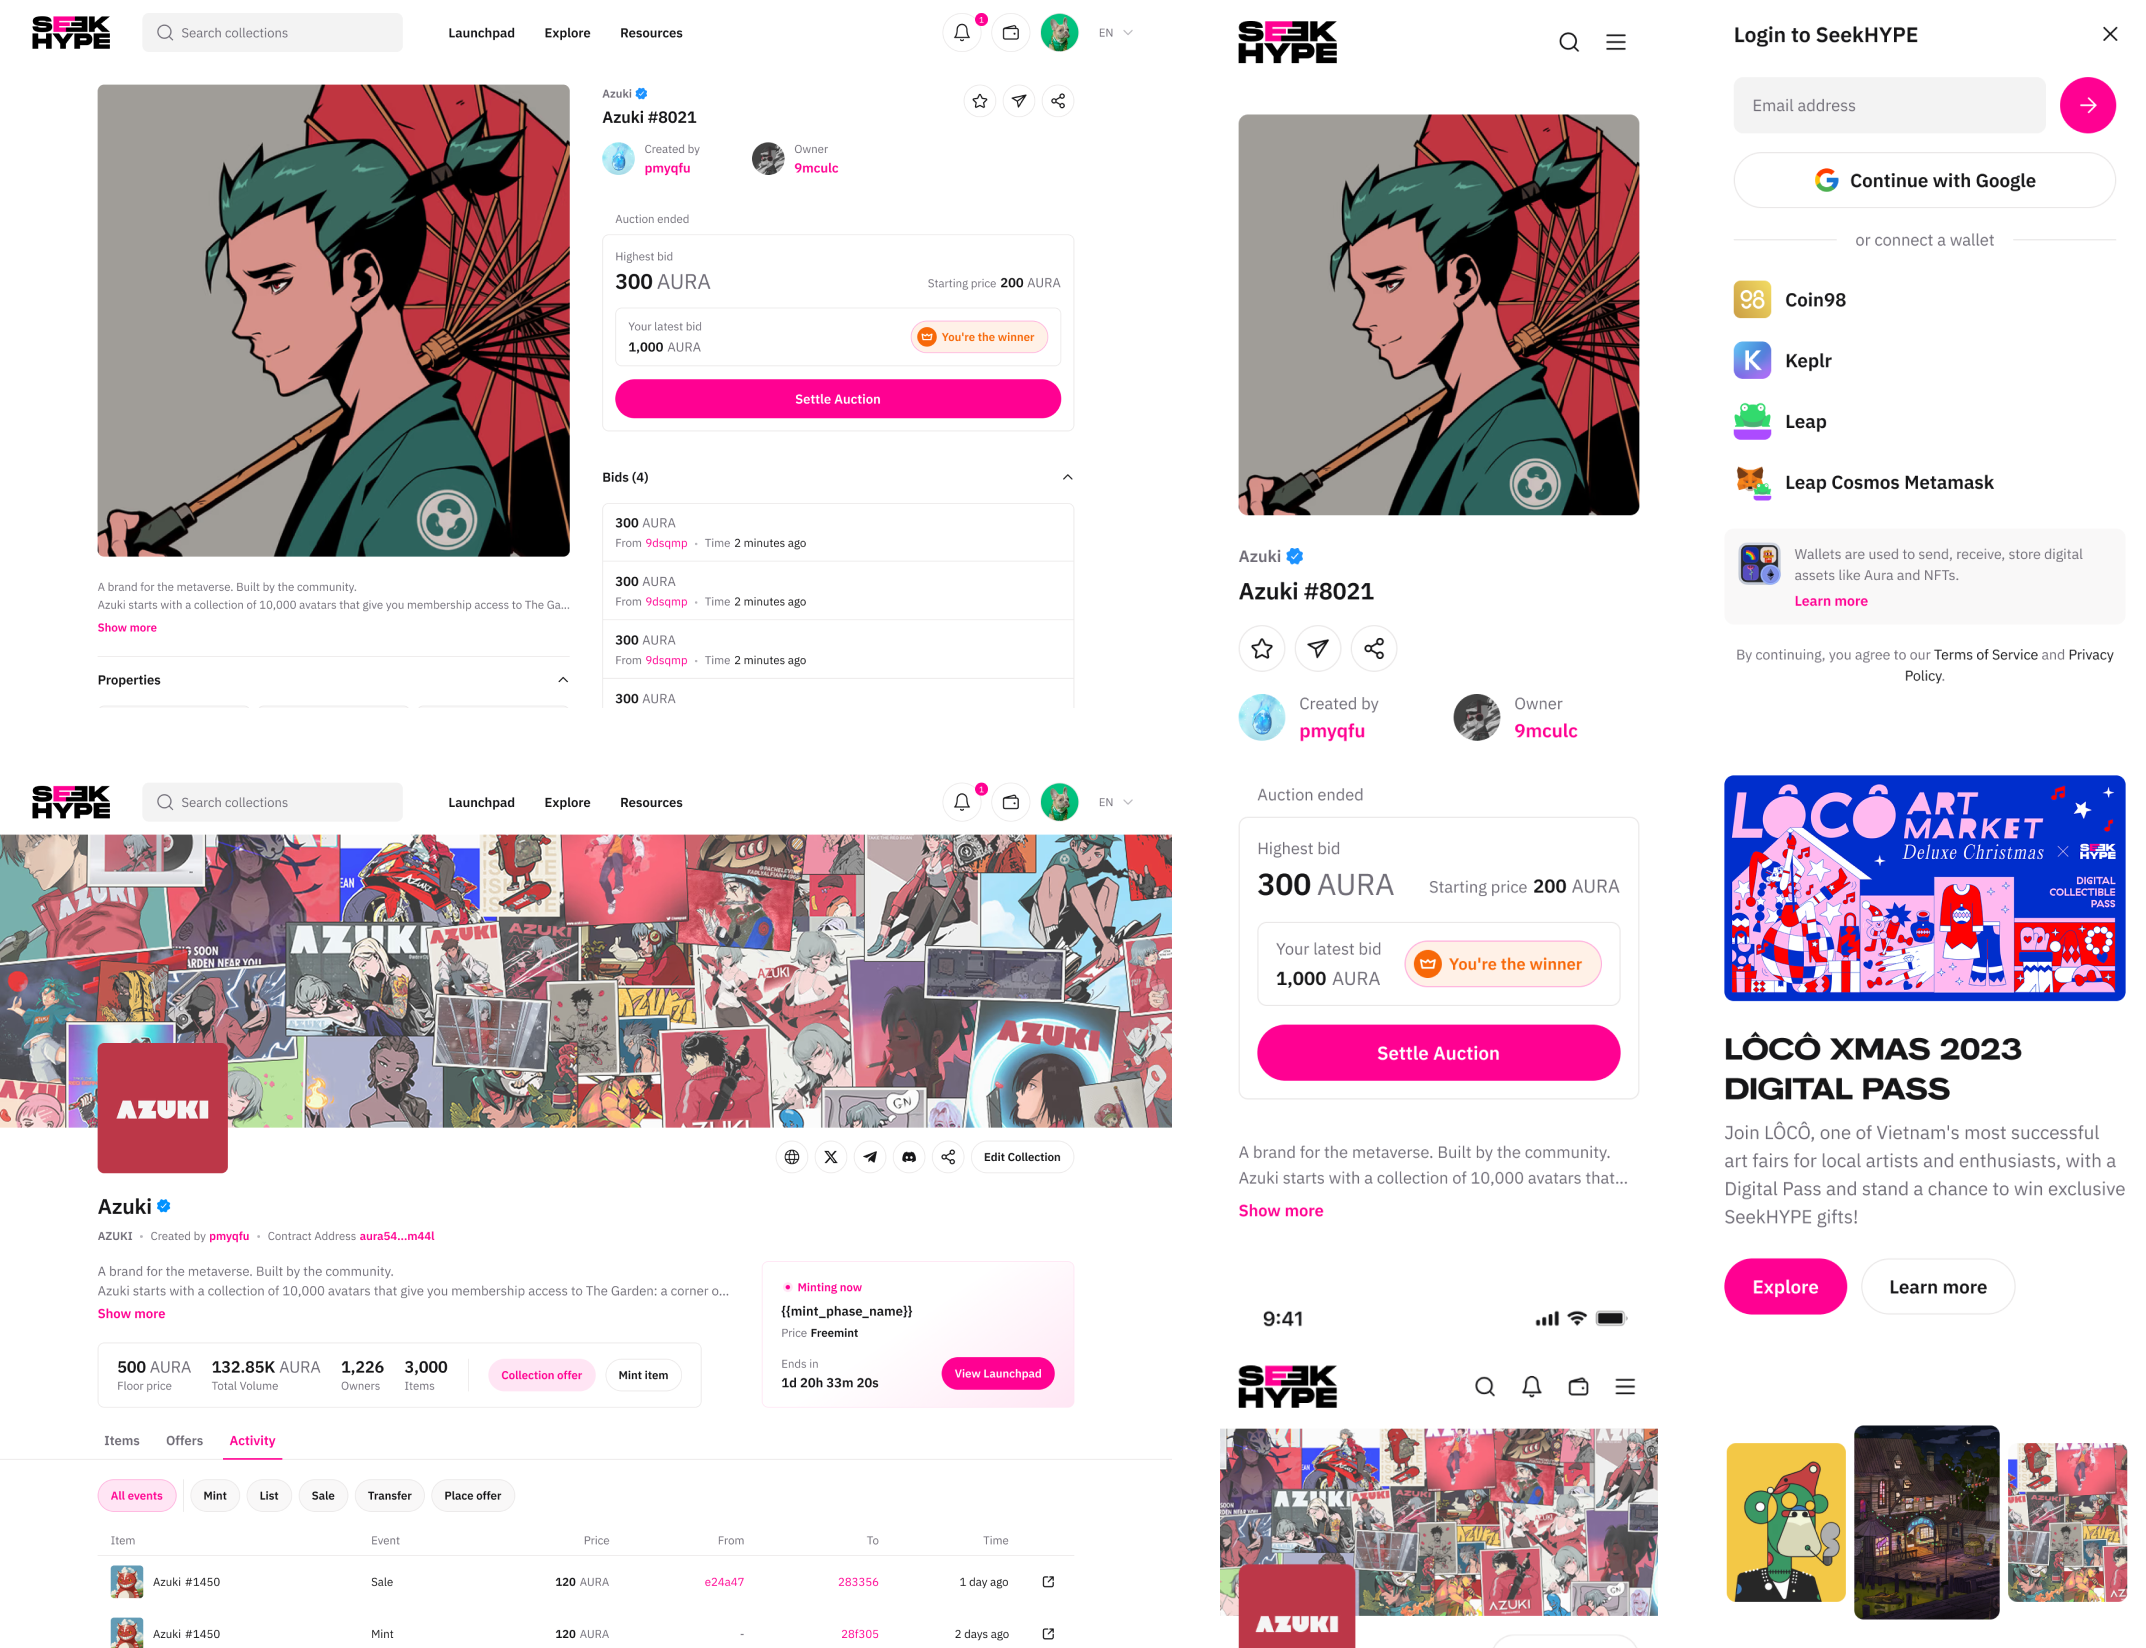 SEEK
HYPE
Search collections
Launchpad
Explore
Resources
1
EN
Azuki
Azuki #8021
Created by
pmyqfu
Owner
9mculc
Auction ended
Highest bid
300 AURA
Starting price 200 AURA
Your latest bid
1,000 AURA
You're the winner
Settle Auction
Bids (4)
300 AURA
From 9dsqmp • Time 2 minutes ago
300 AURA
From 9dsqmp • Time 2 minutes ago
300 AURA
From 9dsqmp • Time 2 minutes ago
300 AURA
A brand for the metaverse. Built by the community.
Azuki starts with a collection of 10,000 avatars that give you membership access to The Ga...
Show more
Properties
SEEK
HYPE
Search collections
Launchpad
Explore
Resources
1
EN
AZUKI
SOON
ARDEN NEAR YOU
AZUKI
AZUKI
AZUKI
AZUKI
AZUKI
GN
AZUKI
Edit Collection
Azuki
AZUKI • Created by pmyqfu • Contract Address aura54...m44l
A brand for the metaverse. Built by the community.
Azuki starts with a collection of 10,000 avatars that give you membership access to The Garden: a corner o...
Show more
500 AURA
Floor price
132.85K AURA
Total Volume
1,226
Owners
3,000
Items
Collection offer
Mint item
Minting now
{{mint_phase_name}}
Price Freemint
Ends in
1d 20h 33m 20s
View Launchpad
Items
Offers
Activity
All events
Mint
List
Sale
Transfer
Place offer
Item Event Price From To Time
Azuki #1450 Sale 120 AURA e24a47 283356 1 day ago
Azuki #1450 Mint 120 AURA - 28f305 2 days ago
SEEK
HYPE
Azuki
Azuki #8021
Created by
pmyqfu
Owner
9mculc
Auction ended
Highest bid
300 AURA
Starting price 200 AURA
Your latest bid
1,000 AURA
You're the winner
Settle Auction
A brand for the metaverse. Built by the community.
Azuki starts with a collection of 10,000 avatars that...
Show more
9:41
SEEK
HYPE
AZUKI
AZUKI
Login to SeekHYPE
Email address
Continue with Google
or connect a wallet
98
Coin98
K
Keplr
Leap
Leap Cosmos Metamask
Wallets are used to send, receive, store digital
assets like Aura and NFTs.
Learn more
By continuing, you agree to our Terms of Service and Privacy
Policy.
LÔCÔ ART
MARKET
Deluxe Christmas × SEEK
HYPE
DIGITAL
COLLECTIBLE
PASS
LÔCÔ XMAS 2023
DIGITAL PASS
Join LÔCÔ, one of Vietnam's most successful
art fairs for local artists and enthusiasts, with a
Digital Pass and stand a chance to win exclusive
SeekHYPE gifts!
Explore
Learn more